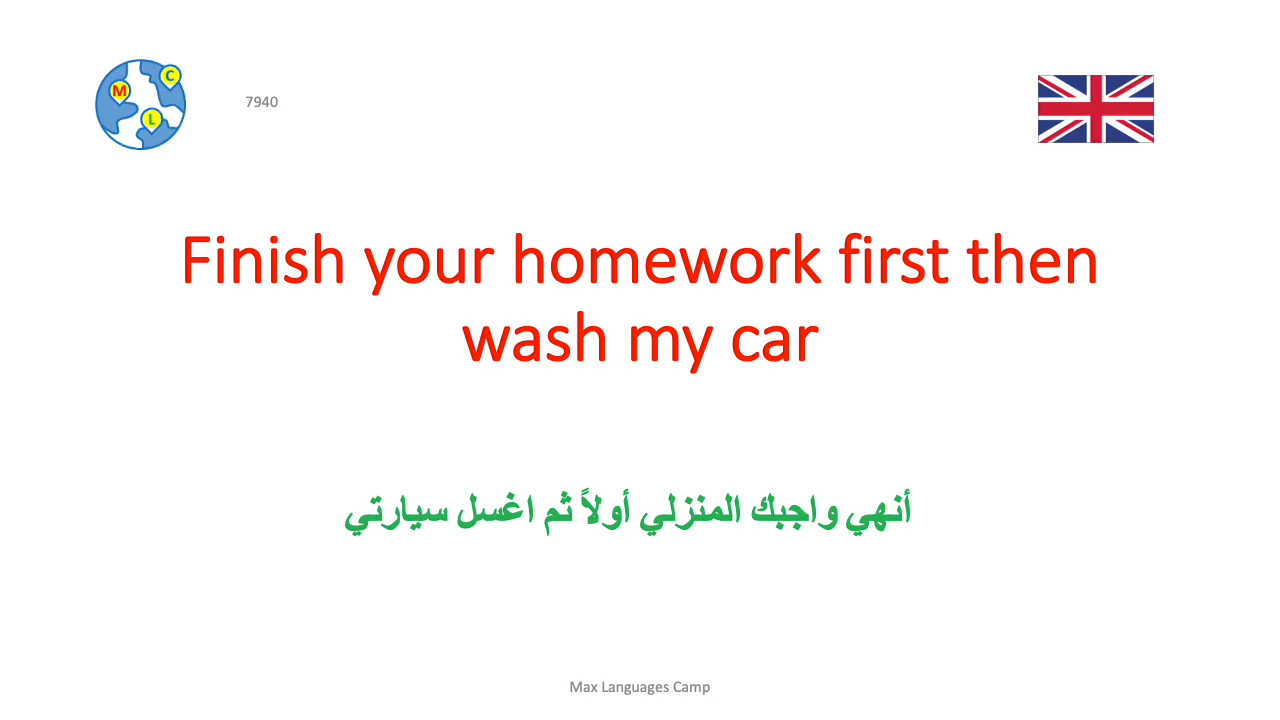 M
C
L
7940
Finish your homework first then
wash my car
أنهي واجبك المنزلي أولاً ثم اغسل سيارتي
Max Languages Camp